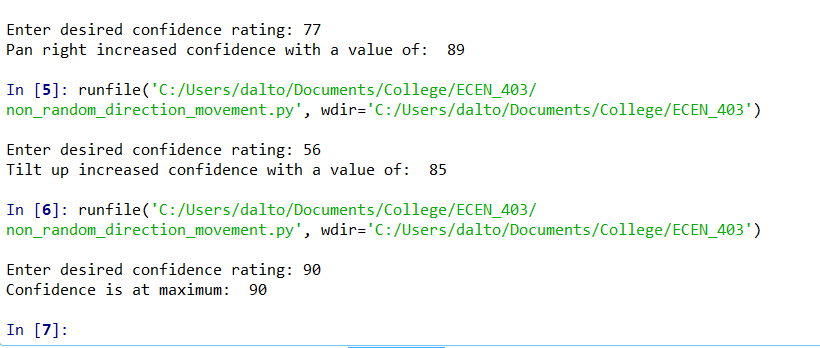 Enter desired confidence rating: 77
Pan right increased confidence with a value of:  89
In [5]: runfile('C:/Users/dalto/Documents/College/ECEN_403/
non_random_direction_movement.py', wdir='C:/Users/dalto/Documents/College/ECEN_403')
Enter desired confidence rating: 56
Tilt up increased confidence with a value of:  85
In [6]: runfile('C:/Users/dalto/Documents/College/ECEN_403/
non_random_direction_movement.py', wdir='C:/Users/dalto/Documents/College/ECEN_403')
Enter desired confidence rating: 90
Confidence is at maximum:  90
In [7]: